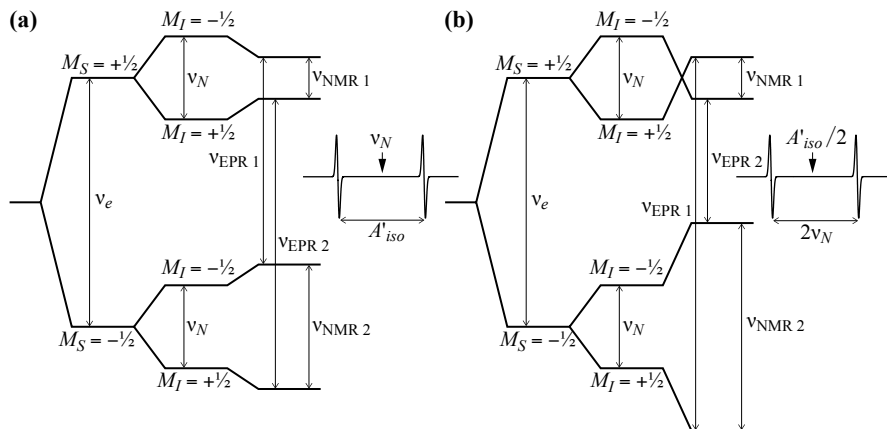 (a)
M_I = –½
M_S = +½
ν_N
ν_NMR 1
M_I = +½
ν_EPR 1
ν_e
ν_N
A'_iso
ν_EPR 2
M_I = –½
ν_N
ν_NMR 2
M_S = –½
M_I = +½
(b)
M_I = –½
M_S = +½
ν_N
ν_NMR 1
M_I = +½
ν_EPR 2
A'_iso/2
ν_e
ν_EPR 1
2ν_N
M_I = –½
ν_N
ν_NMR 2
M_S = –½
M_I = +½